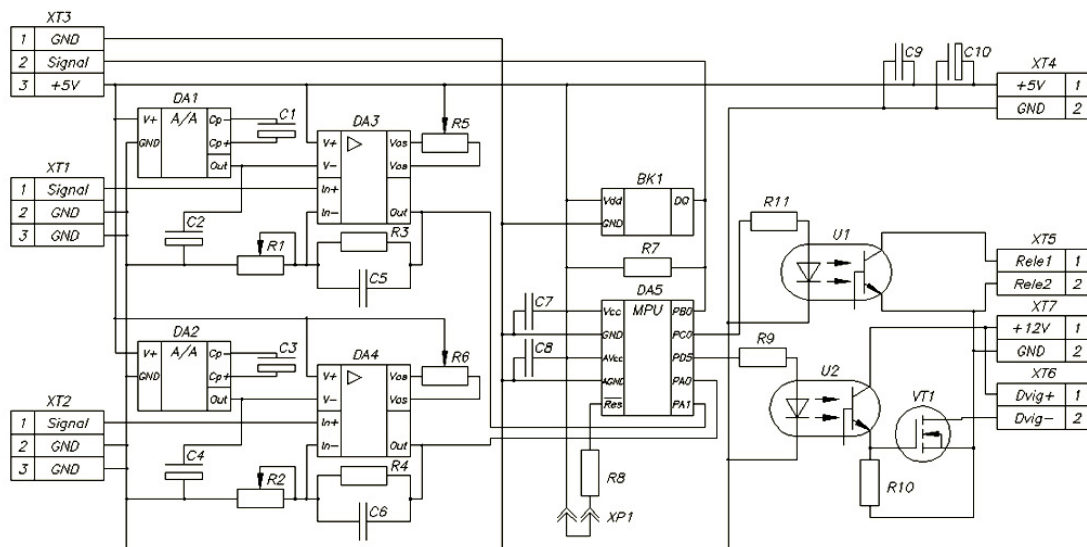 XT3
1 GND
2 Signal
3 +5V
C9 C10
XT4
+5V 1
GND 2
DA1
V+ A/A Cp-
GND Cp+
Out
C1
DA3
V+ Vos
V- Vos
In+
In- Out
R5
XT1
1 Signal
2 GND
3 GND
C2
R1
R3
C5
BK1
Vdd DQ
GND
R7
R11
U1
XT5
Rele1 1
Rele2 2
XT7
+12V 1
GND 2
XT6
Dvig+ 1
Dvig- 2
C7
C8
DA5
Vcc MPU PB0
GND PC0
AVcc PD5
AGND PA0
Res PA1
R9
U2
VT1
R10
DA2
V+ A/A Cp-
GND Cp+
Out
C3
DA4
V+ Vos
V- Vos
In+
In- Out
R6
XT2
1 Signal
2 GND
3 GND
C4
R2
R4
C6
R8
XP1